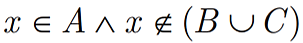 x ∈ A ∧ x ∉ (B ∪ C)